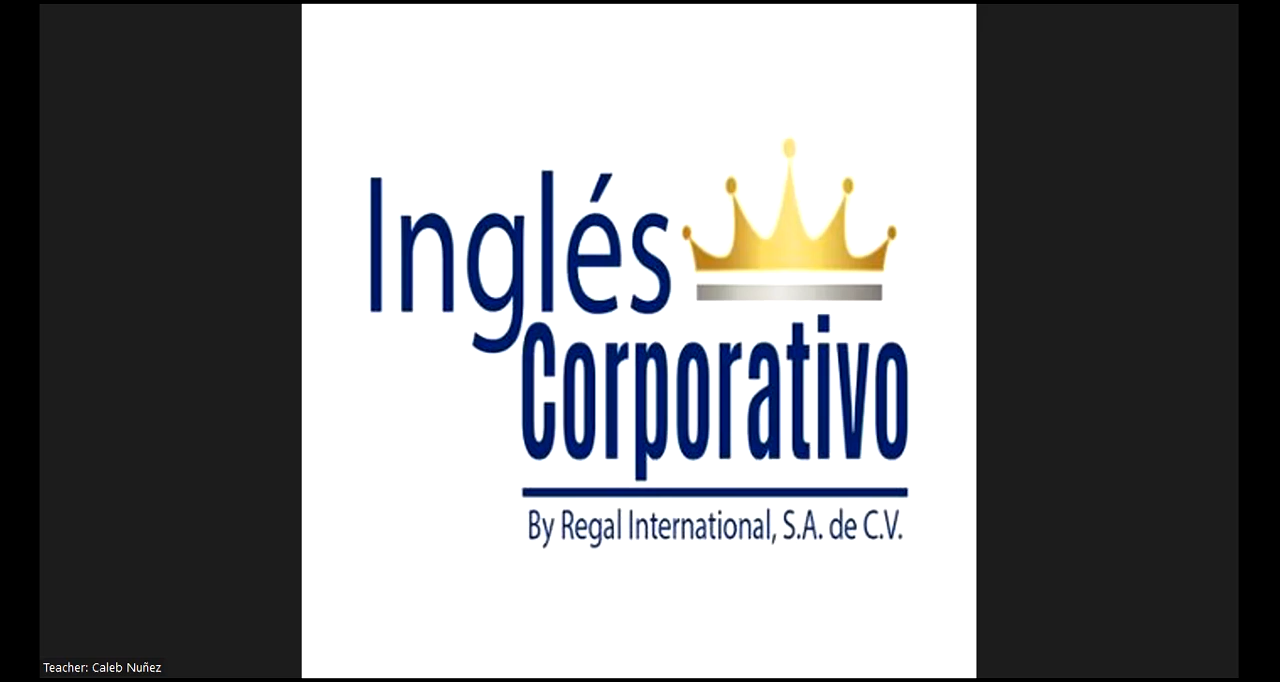 Inglés
Corporativo
By Regal International, S.A. de C.V.
Teacher: Caleb Nuñez